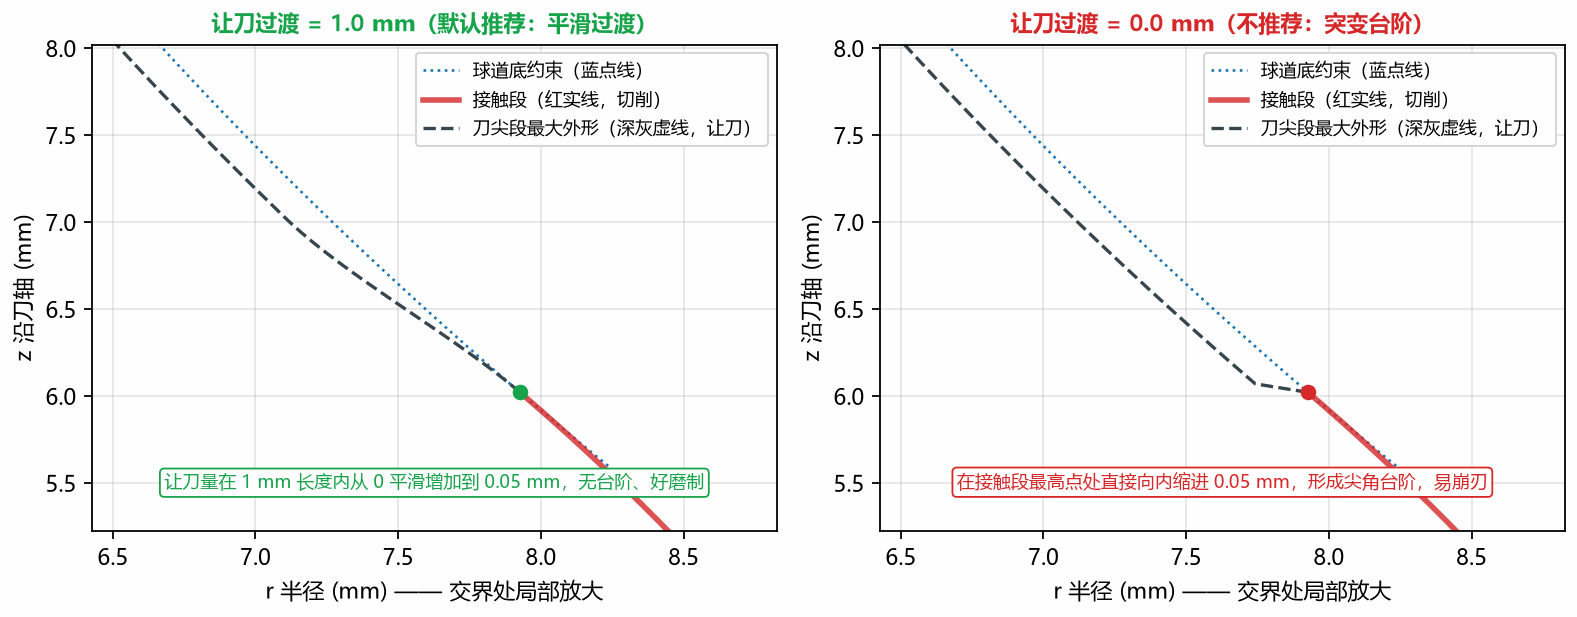 让刀过渡 = 1.0 mm（默认推荐：平滑过渡）
球道底约束（蓝点线）
接触段（红实线，切削）
刀尖段最大外形（深灰虚线，让刀）
让刀量在 1 mm 长度内从 0 平滑增加到 0.05 mm，无台阶、好磨制
z 沿刀轴 (mm)
8.0
7.5
7.0
6.5
6.0
5.5
6.5
7.0
7.5
8.0
8.5
r 半径 (mm) —— 交界处局部放大
让刀过渡 = 0.0 mm（不推荐：突变台阶）
球道底约束（蓝点线）
接触段（红实线，切削）
刀尖段最大外形（深灰虚线，让刀）
在接触段最高点处直接向内缩进 0.05 mm，形成尖角台阶，易崩刃
z 沿刀轴 (mm)
8.0
7.5
7.0
6.5
6.0
5.5
6.5
7.0
7.5
8.0
8.5
r 半径 (mm) —— 交界处局部放大